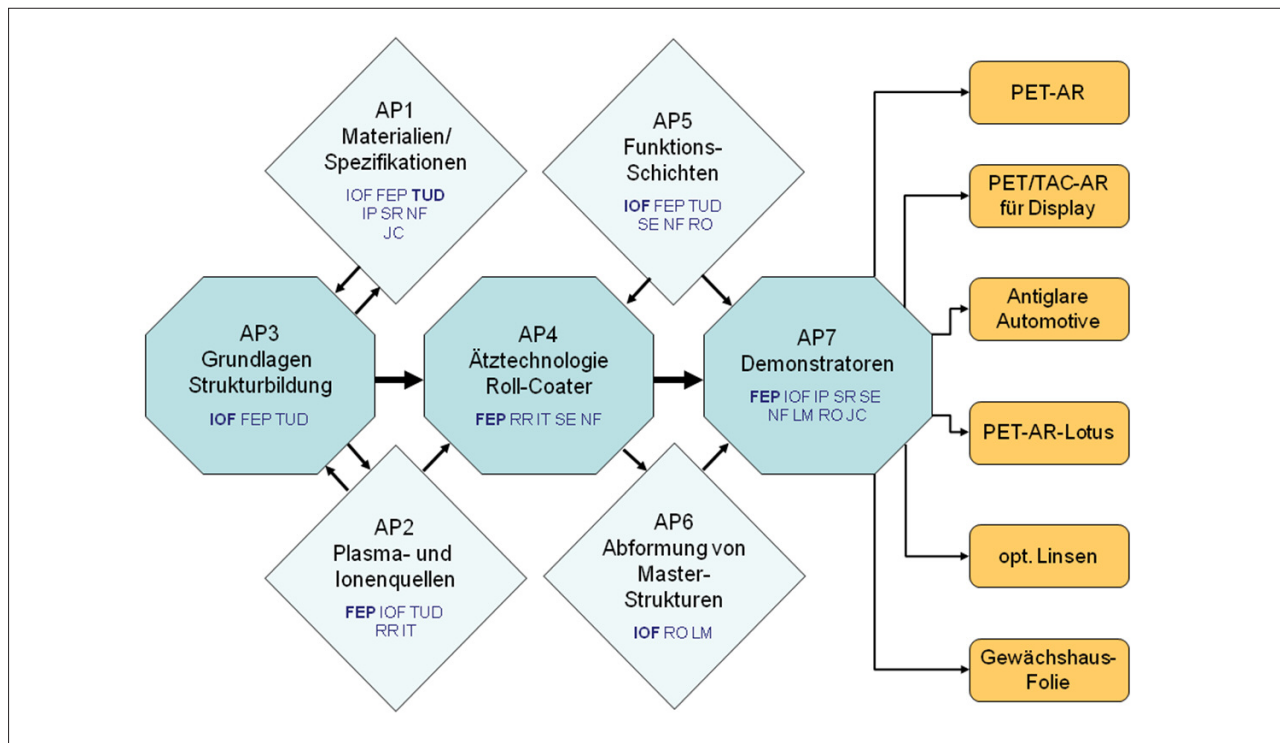 AP1
Materialien/
Spezifikationen
IOF FEP TUD
IP SR NF
JC
AP5
Funktions-
Schichten
IOF FEP TUD
SE NF RO
AP3
Grundlagen
Strukturbildung
IOF FEP TUD
AP4
Ätztechnologie
Roll-Coater
FEP RR IT SE NF
AP7
Demonstratoren
FEP IOF IP SR SE
NF LM RO JC
AP2
Plasma- und
Ionenquellen
FEP IOF TUD
RR IT
AP6
Abformung von
Master-
Strukturen
IOF RO LM
PET-AR
PET/TAC-AR
für Display
Antiglare
Automotive
PET-AR-Lotus
opt. Linsen
Gewächshaus-
Folie